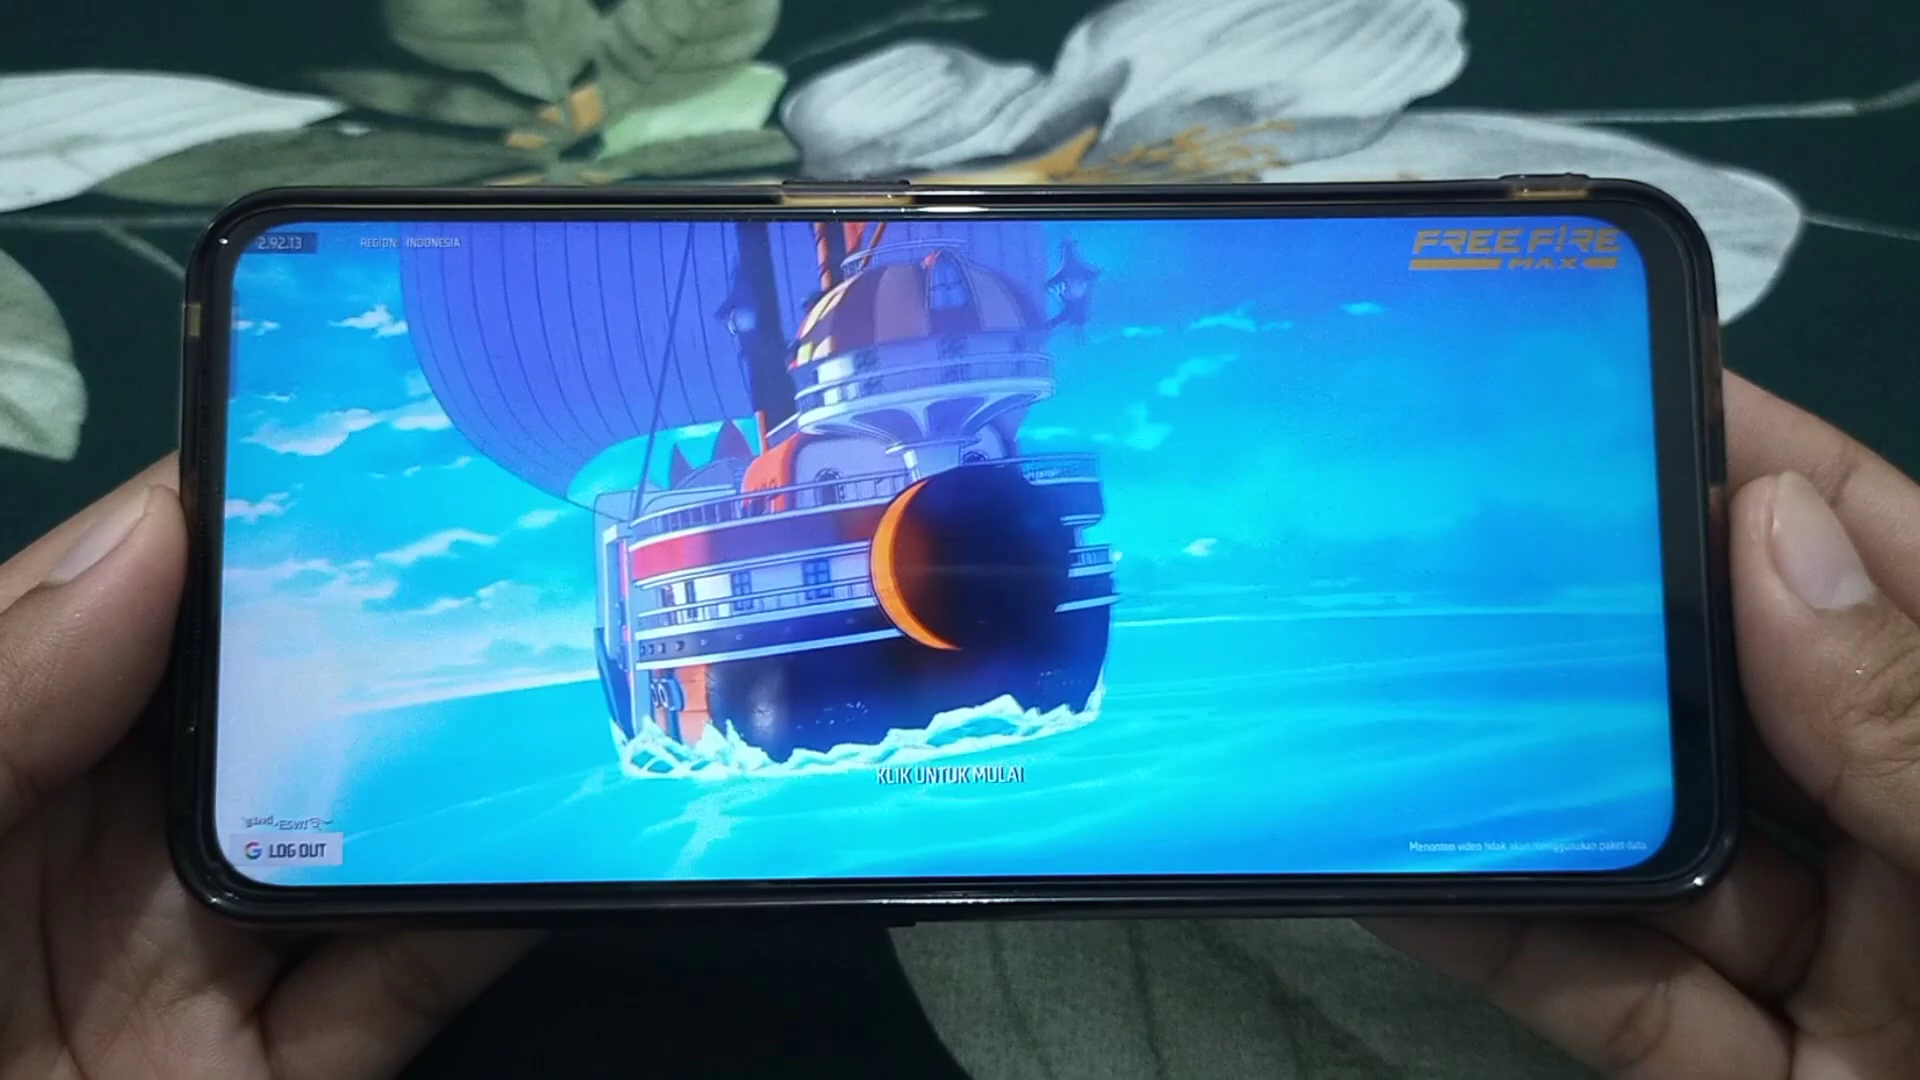 2.92.13
REGION: INDONESIA
FREE FIRE
MAX
KLIK UNTUK MULAI
LOG OUT
Menonton video tidak akan menggunakan paket data.